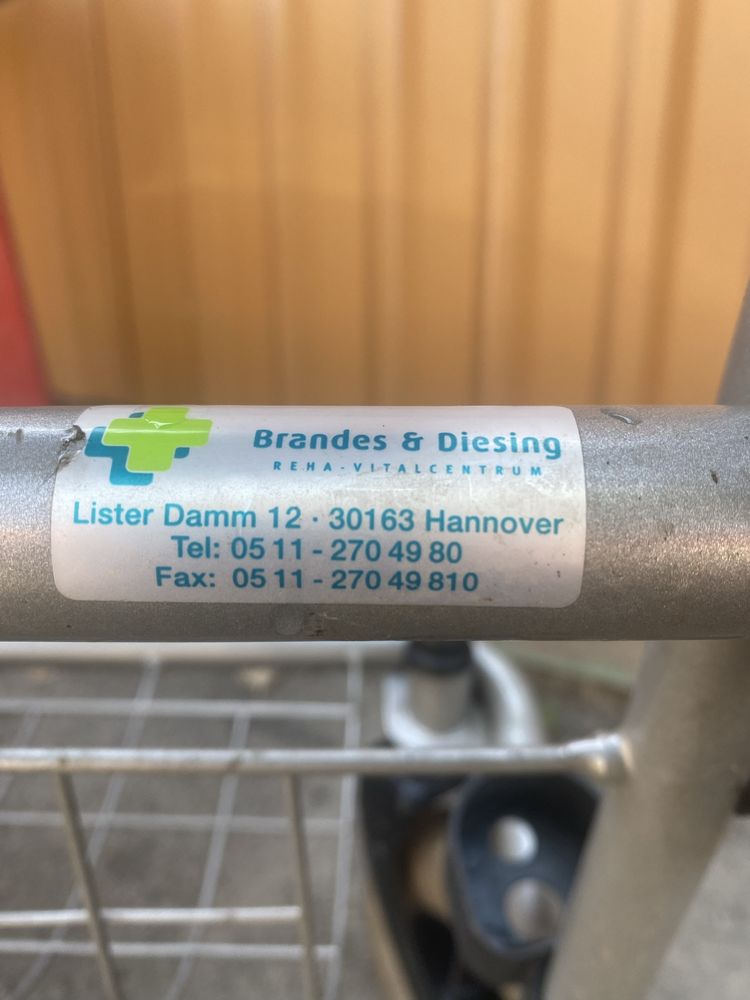 Brandes & Diesing
REHA-VITALCENTRUM
Lister Damm 12 · 30163 Hannover
Tel: 05 11 - 270 49 80
Fax: 05 11 - 270 49 810